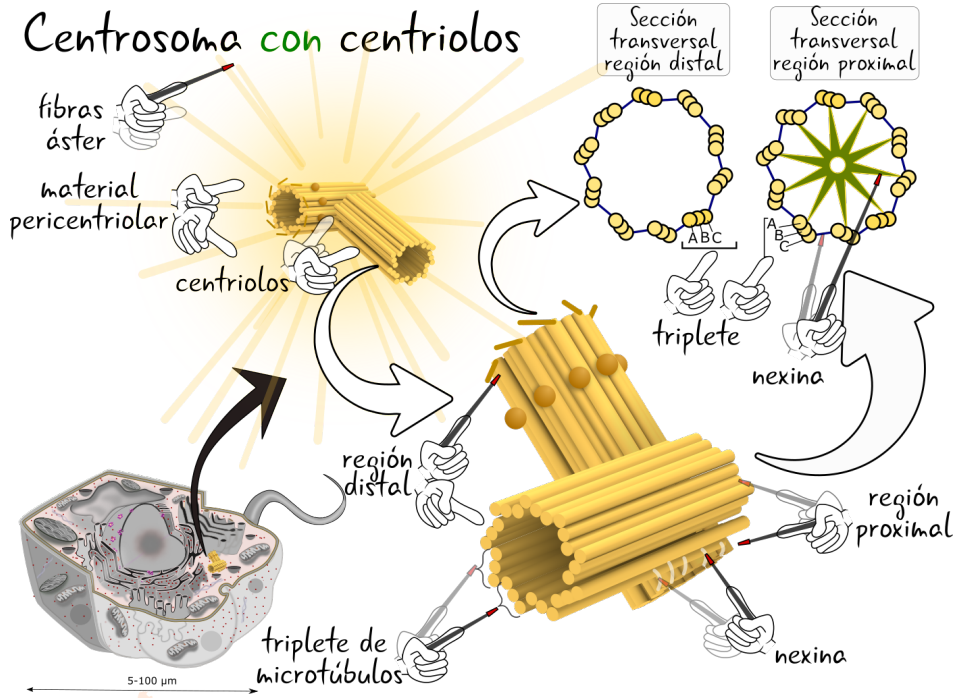 Centrosoma con centriolos
fibras
áster
material
pericentriolar
centriolos
Sección
transversal
región distal
Sección
transversal
región proximal
A B C
A
B
C
triplete
nexina
región
distal
región
proximal
triplete de
microtúbulos
nexina
5-100 µm